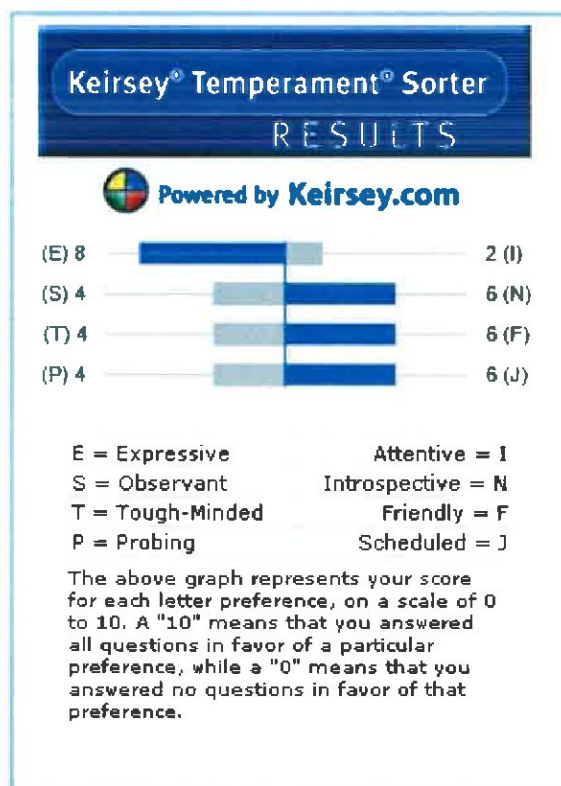 Keirsey® Temperament® Sorter
RESULTS
Powered by Keirsey.com
(E) 8 2 (I)
(S) 4 6 (N)
(T) 4 6 (F)
(P) 4 6 (J)
E = Expressive Attentive = I
S = Observant Introspective = N
T = Tough-Minded Friendly = F
P = Probing Scheduled = J
The above graph represents your score
for each letter preference, on a scale of 0
to 10. A "10" means that you answered
all questions in favor of a particular
preference, while a "0" means that you
answered no questions in favor of that
preference.